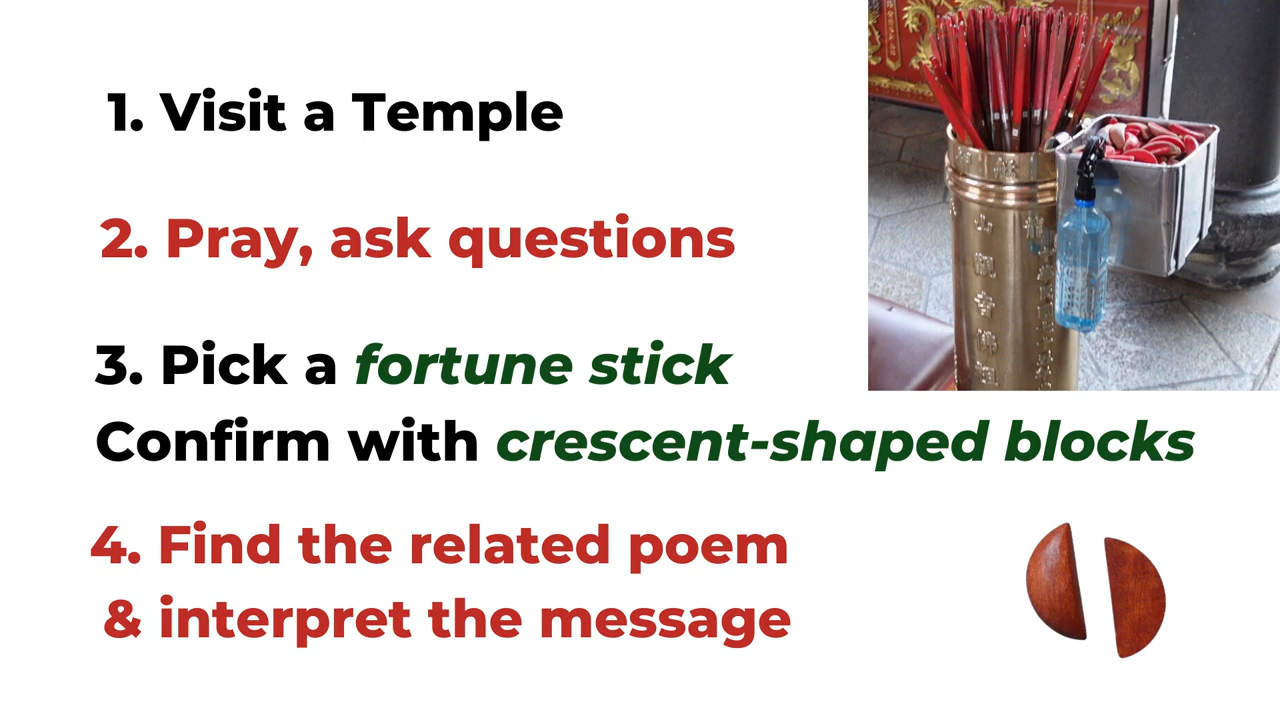 1. Visit a Temple
2. Pray, ask questions
3. Pick a fortune stick
Confirm with crescent-shaped blocks
4. Find the related poem
& interpret the message